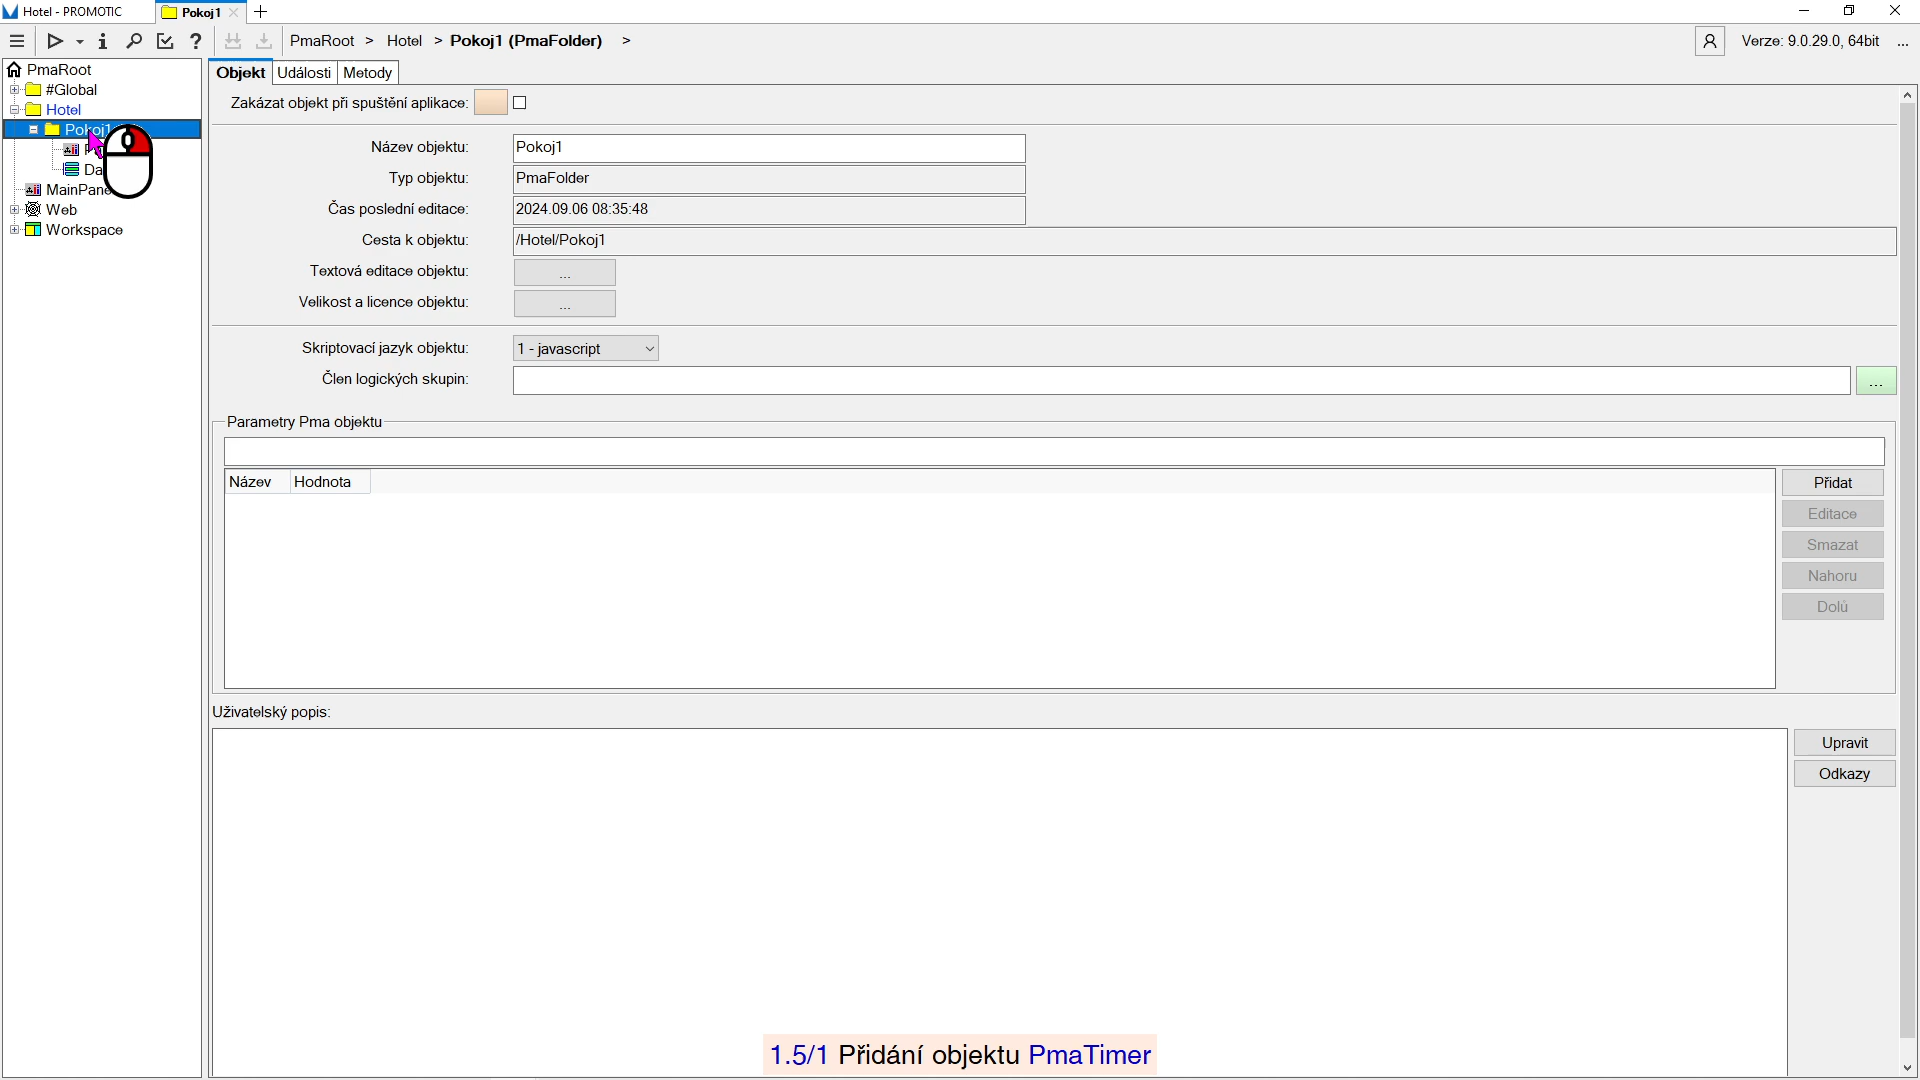 Hotel - PROMOTIC
Pokoj1
PmaRoot > Hotel > Pokoj1 (PmaFolder) >
Verze: 9.0.29.0, 64bit ...
PmaRoot
#Global
Hotel
Pokoj1
Da
MainPane
Web
Workspace
Objekt Události Metody
Zakázat objekt při spuštění aplikace:
Název objektu: Pokoj1
Typ objektu: PmaFolder
Čas poslední editace: 2024.09.06 08:35:48
Cesta k objektu: /Hotel/Pokoj1
Textová editace objektu: ...
Velikost a licence objektu: ...
Skriptovací jazyk objektu: 1 - javascript
Člen logických skupin: ...
Parametry Pma objektu
Název Hodnota
Přidat
Editace
Smazat
Nahoru
Dolů
Uživatelský popis:
Upravit
Odkazy
1.5/1 Přidání objektu PmaTimer